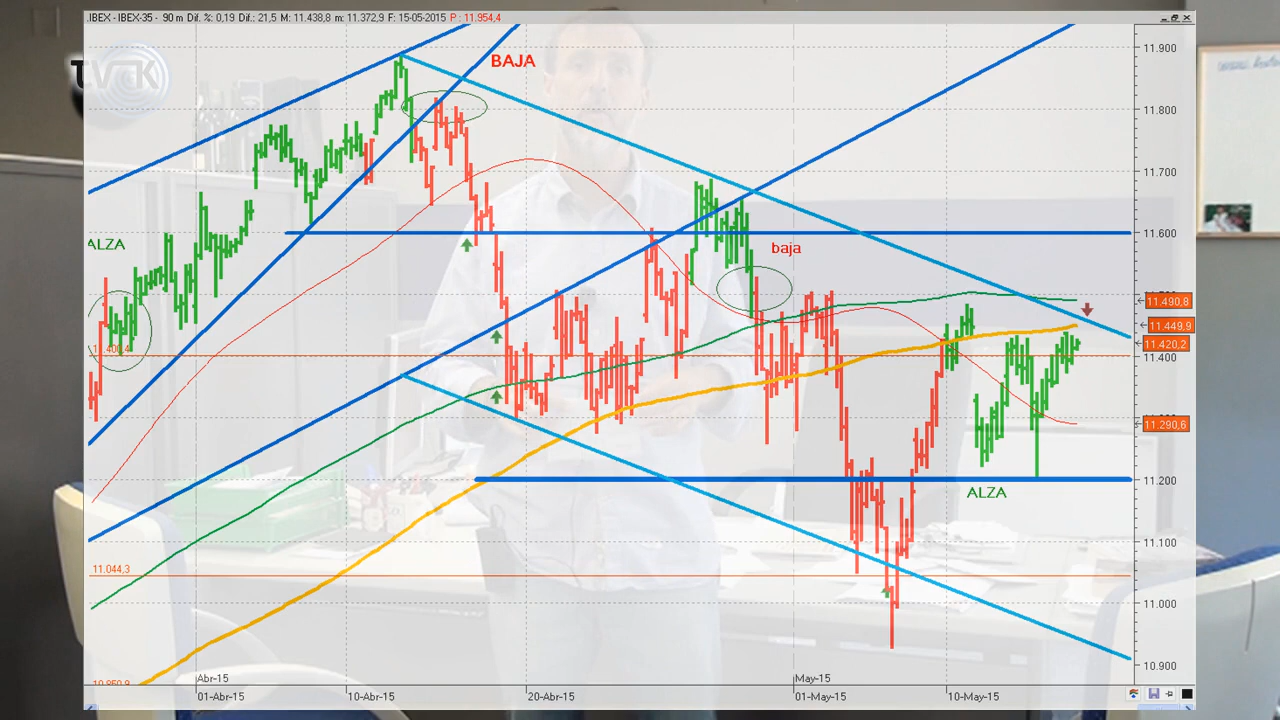 .IBEX - IBEX-35 - 90 m Dif. %: 0,19 Dif.: 21,5 M: 11.438,8 m: 11.372,9 F: 15-05-2015 P : 11.954,4
BAJA
11.900
11.800
11.700
ALZA
baja
11.600
11.490,8
11.449,9
11.420,2
11.400
11.290,6
11.200
ALZA
11.100
11.044,3
11.000
10.900
Abr-15
May-15
01-Abr-15
10-Abr-15
20-Abr-15
01-May-15
10-May-15